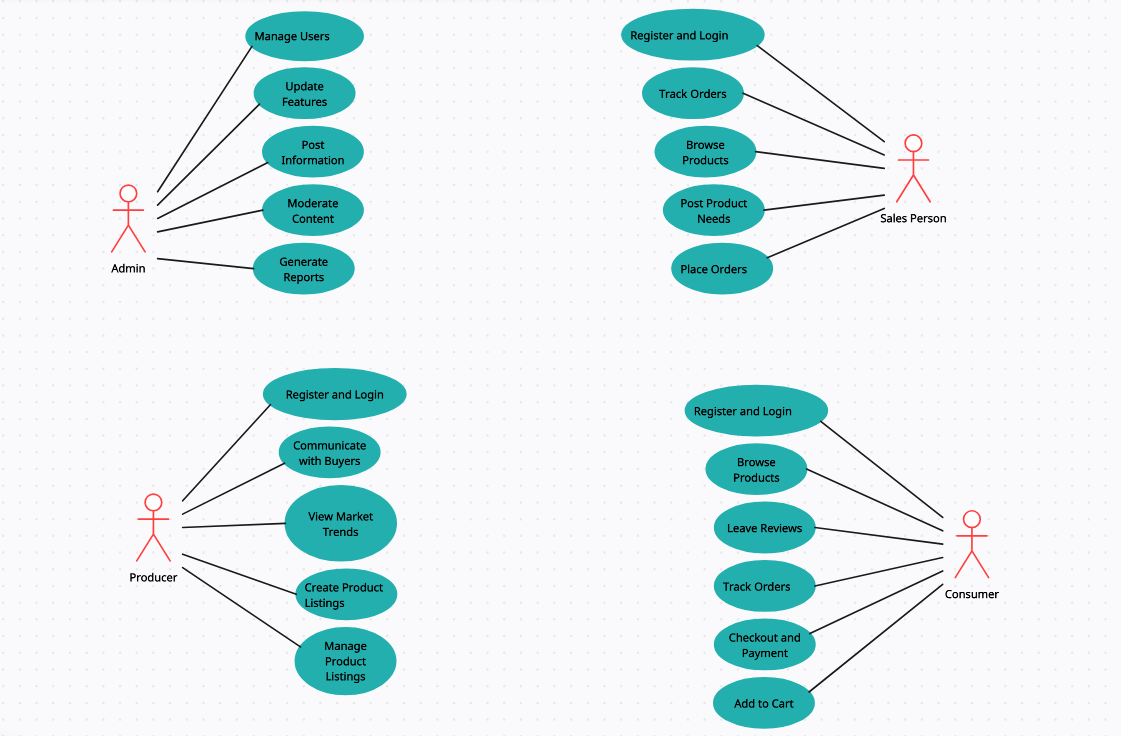 Manage Users
Update
Features
Post
Information
Moderate
Content
Generate
Reports
Admin
Register and Login
Track Orders
Browse
Products
Post Product
Needs
Place Orders
Sales Person
Register and Login
Communicate
with Buyers
View Market
Trends
Create Product
Listings
Manage
Product
Listings
Producer
Register and Login
Browse
Products
Leave Reviews
Track Orders
Checkout and
Payment
Add to Cart
Consumer